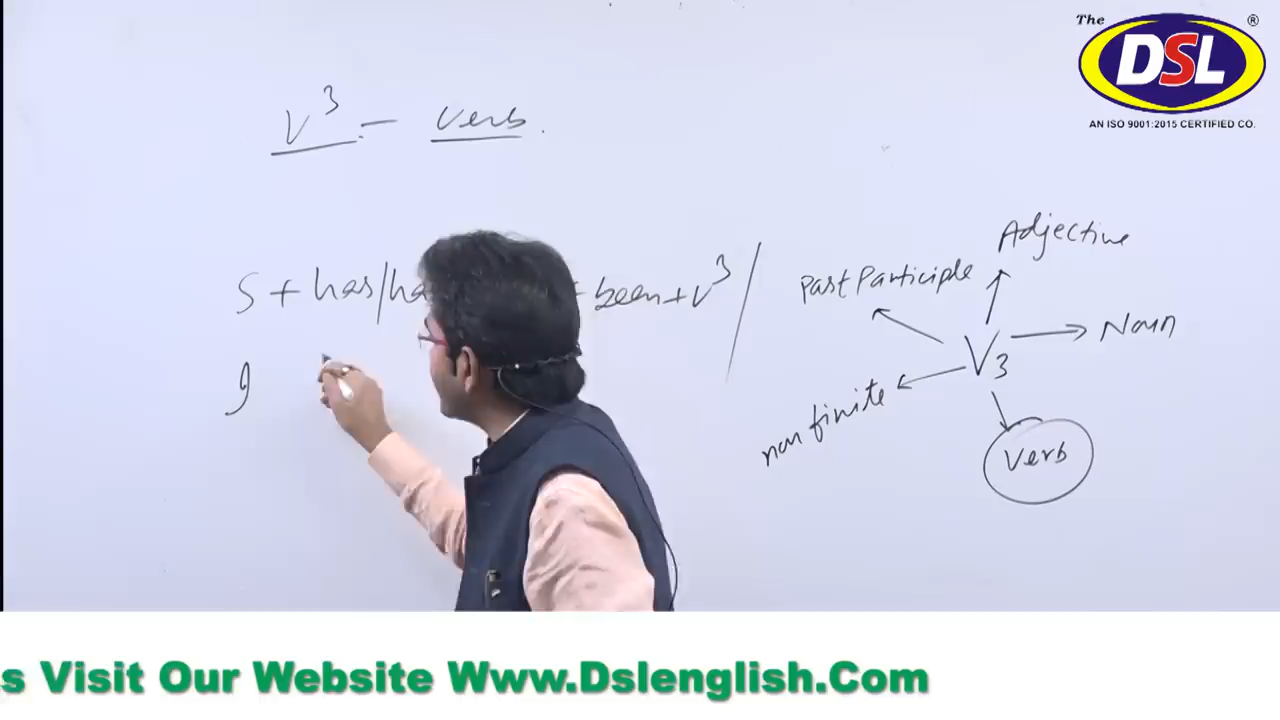 The
DSL
®
AN ISO 9001:2015 CERTIFIED CO.
V³ - Verb.
S + has/ha + been + V³ /
I
Adjective
Past Participle
V3
Noun
non finite
Verb
s Visit Our Website Www.Dslenglish.Com